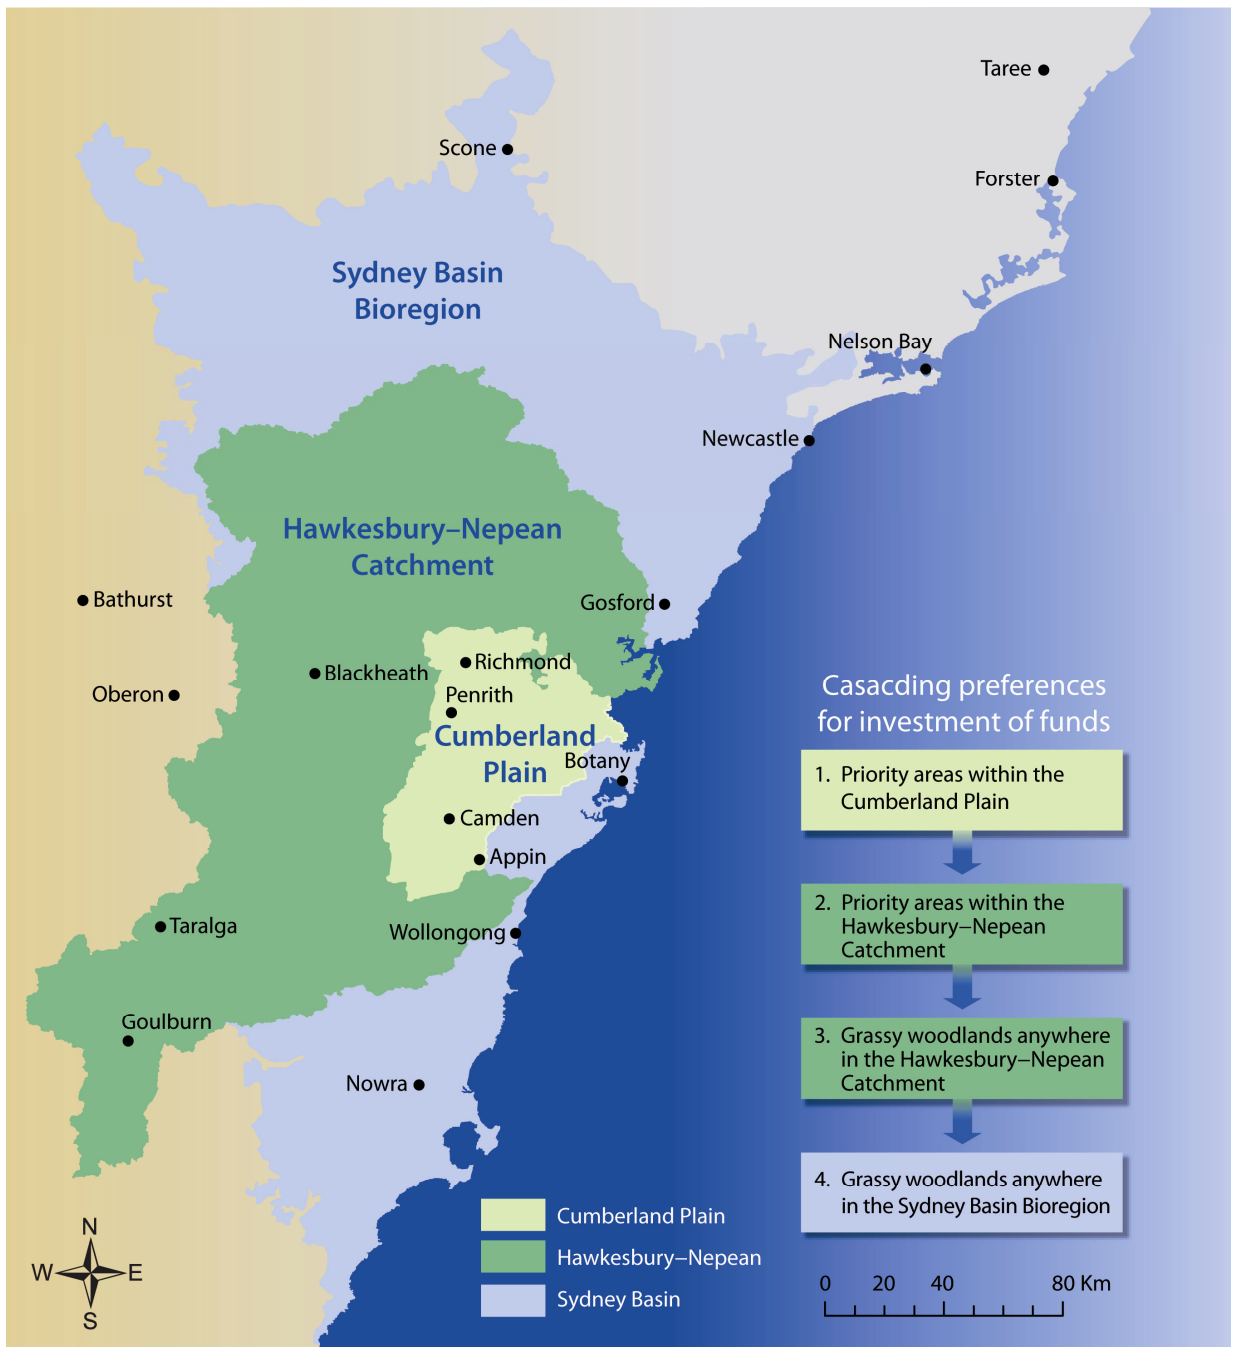 Taree
Scone
Forster
Sydney Basin
Bioregion
Nelson Bay
Newcastle
Hawkesbury–Nepean
Catchment
Bathurst
Gosford
Richmond
Blackheath
Oberon
Penrith
Cumberland
Plain
Botany
Camden
Appin
Taralga
Wollongong
Goulburn
Nowra
Casacding preferences
for investment of funds
1. Priority areas within the
Cumberland Plain
2. Priority areas within the
Hawkesbury–Nepean
Catchment
3. Grassy woodlands anywhere
in the Hawkesbury–Nepean
Catchment
4. Grassy woodlands anywhere
in the Sydney Basin Bioregion
N
W E
S
Cumberland Plain
Hawkesbury–Nepean
Sydney Basin
0 20 40 80 Km